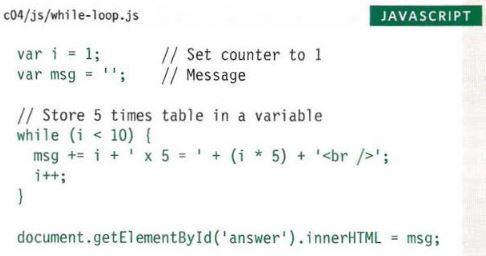 c04/js/while-loop.js JAVASCRIPT
var i = 1; // Set counter to 1
var msg = ''; // Message
// Store 5 times table in a variable
while (i < 10) {
msg += i + ' x 5 = ' + (i * 5) + '<br />';
i++;
}
document.getElementById('answer').innerHTML = msg;